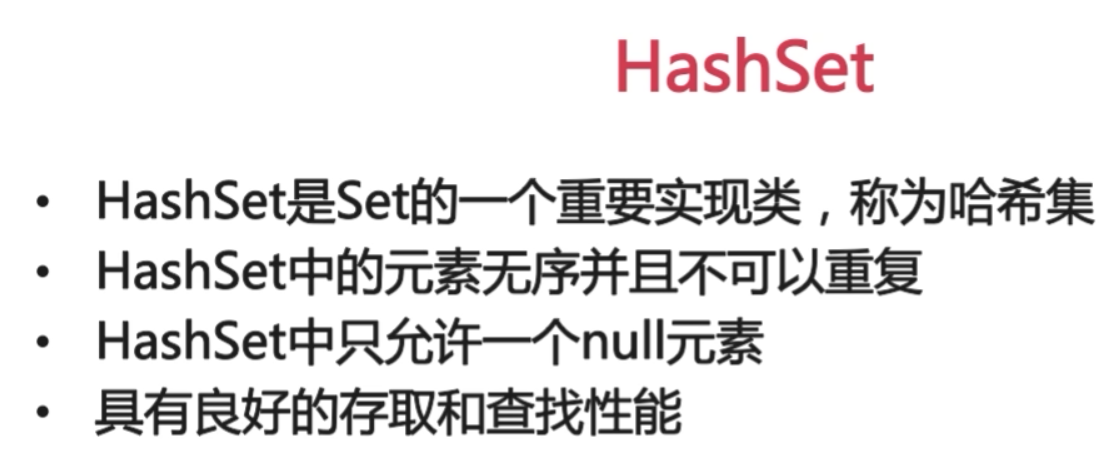 HashSet
• HashSet是Set的一个重要实现类，称为哈希集
• HashSet中的元素无序并且不可以重复
• HashSet中只允许一个null元素
• 具有良好的存取和查找性能